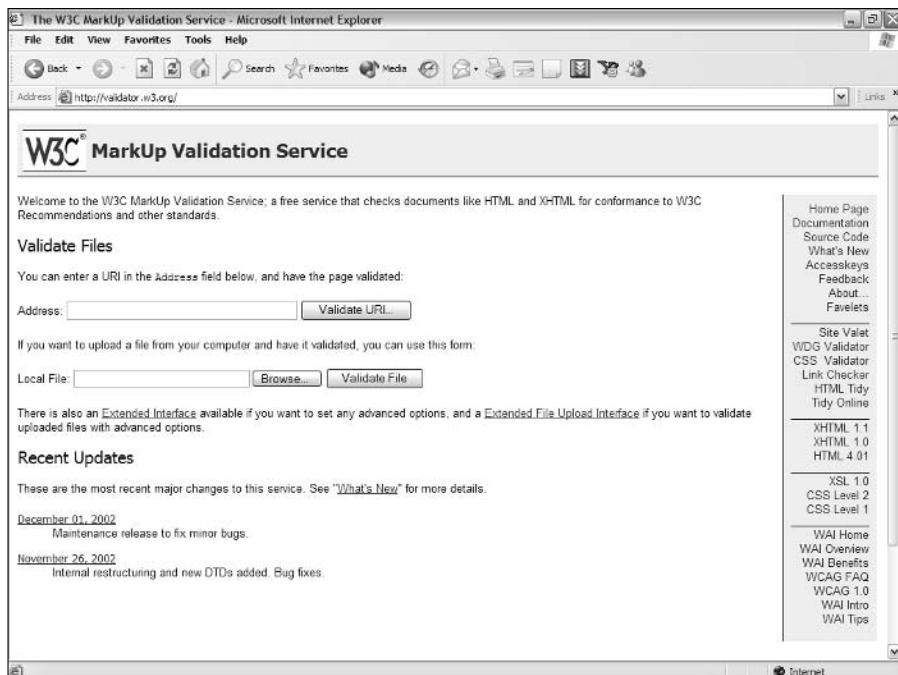 The W3C MarkUp Validation Service - Microsoft Internet Explorer
File Edit View Favorites Tools Help
Back Search Favorites Media
Address http://validator.w3.org/ Links »
W3C® MarkUp Validation Service
Welcome to the W3C MarkUp Validation Service; a free service that checks documents like HTML and XHTML for conformance to W3C
Recommendations and other standards.
Validate Files
You can enter a URI in the Address field below, and have the page validated:
Address: Validate URI...
If you want to upload a file from your computer and have it validated, you can use this form:
Local File: Browse... Validate File
There is also an Extended Interface available if you want to set any advanced options, and a Extended File Upload Interface if you want to validate
uploaded files with advanced options.
Recent Updates
These are the most recent major changes to this service. See "What's New" for more details.
December 01, 2002
Maintenance release to fix minor bugs.
November 26, 2002
Internal restructuring and new DTDs added. Bug fixes.
Home Page
Documentation
Source Code
What's New
Accesskeys
Feedback
About...
Favelets
Site Valet
WDG Validator
CSS Validator
Link Checker
HTML Tidy
Tidy Online
XHTML 1.1
XHTML 1.0
HTML 4.01
XSL 1.0
CSS Level 2
CSS Level 1
WAI Home
WAI Overview
WAI Benefits
WCAG FAQ
WCAG 1.0
WAI Intro
WAI Tips
Internet